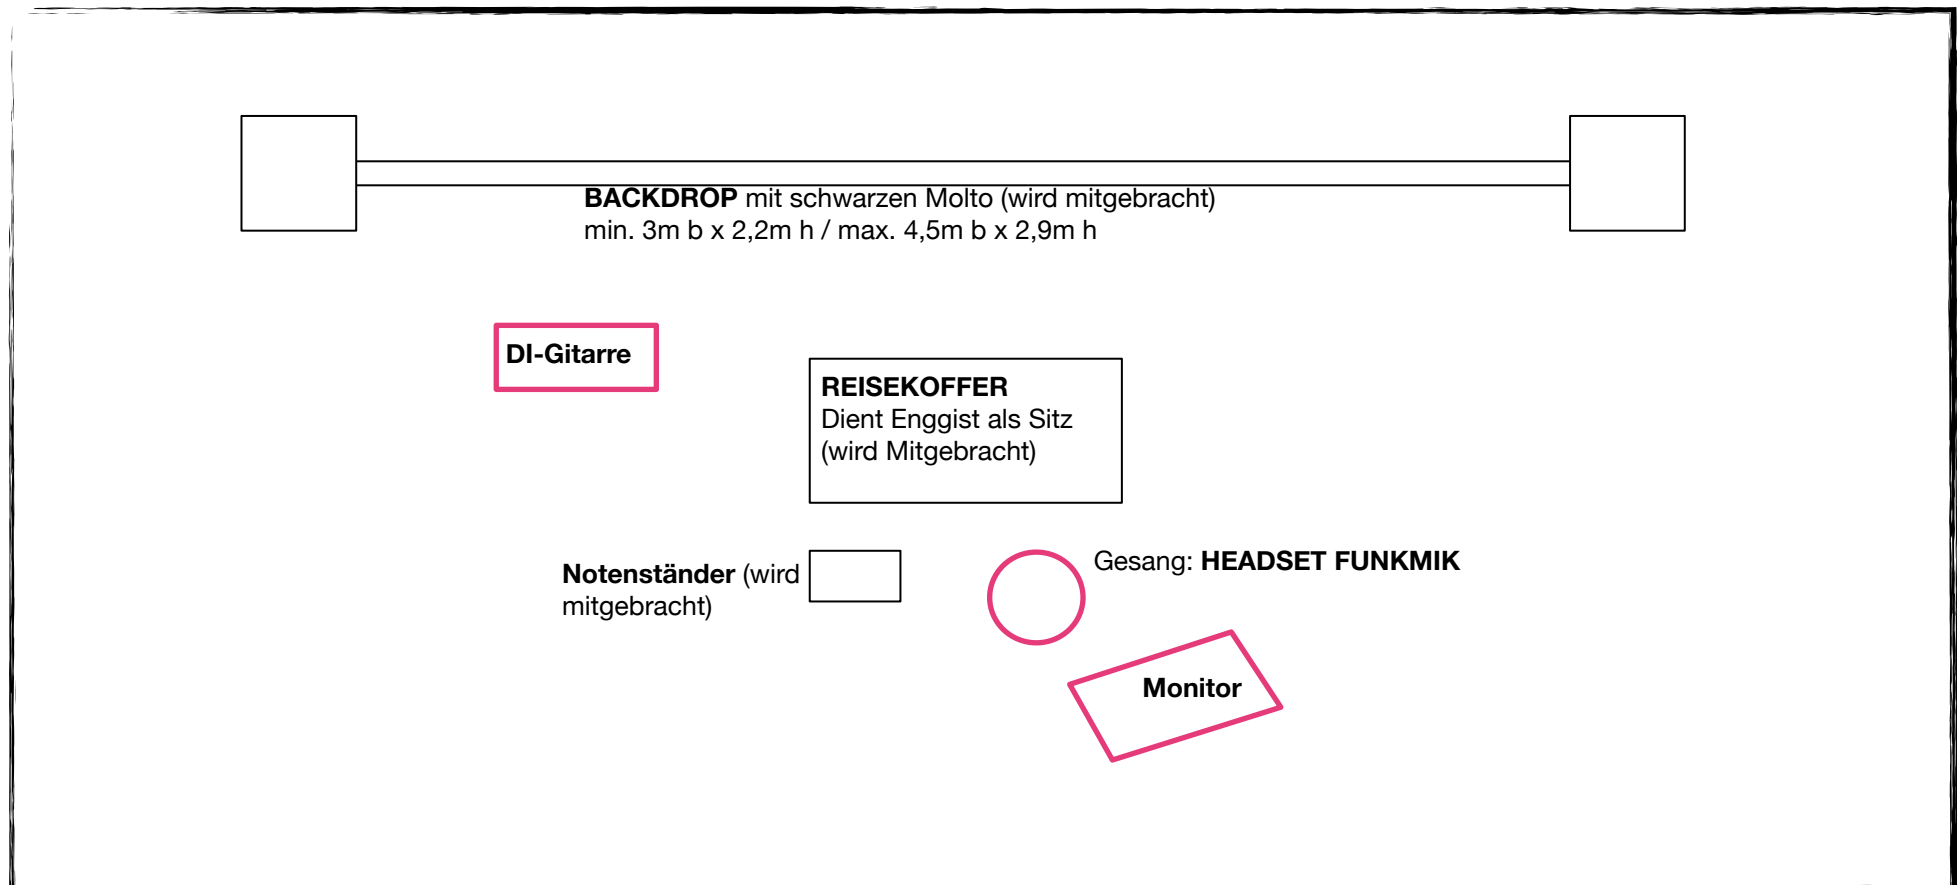 BACKDROP mit schwarzen Molto (wird mitgebracht)
min. 3m b x 2,2m h / max. 4,5m b x 2,9m h
DI-Gitarre
REISEKOFFER
Dient Enggist als Sitz
(wird Mitgebracht)
Notenständer (wird
mitgebracht)
Gesang: HEADSET FUNKMIK
Monitor